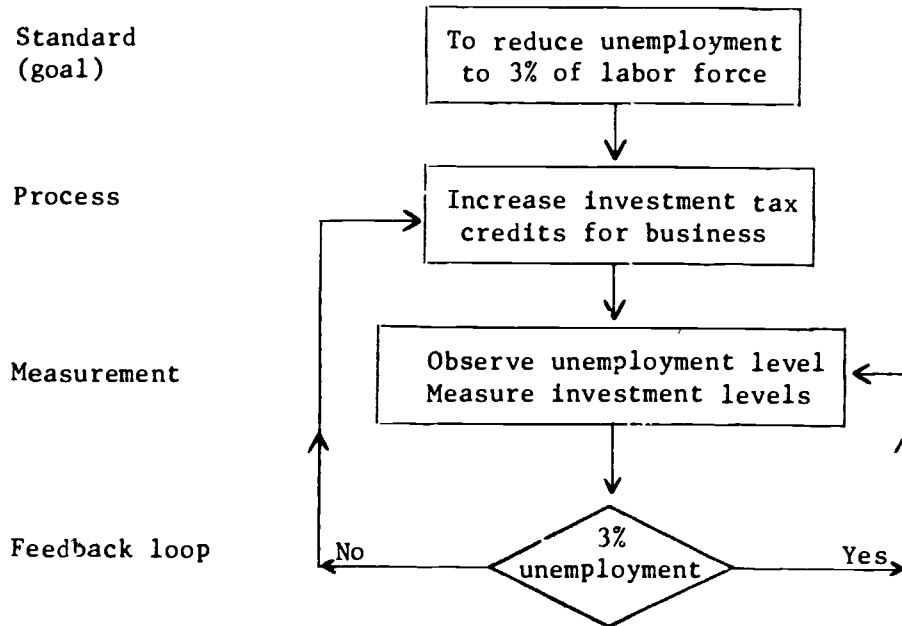 Standard
(goal)
To reduce unemployment
to 3% of labor force
Process
Increase investment tax
credits for business
Measurement
Observe unemployment level
Measure investment levels
Feedback loop
No
3%
unemployment
Yes